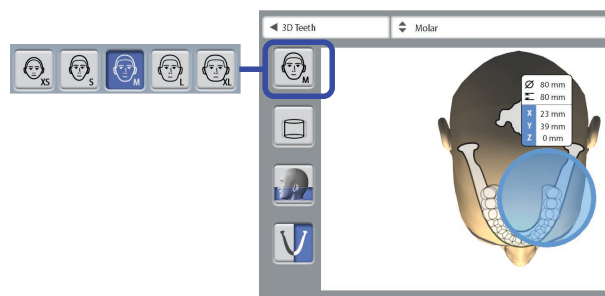 3D Teeth
Molar
XS
S
M
L
XL
M
Ø 80 mm
80 mm
X 23 mm
Y 39 mm
Z 0 mm